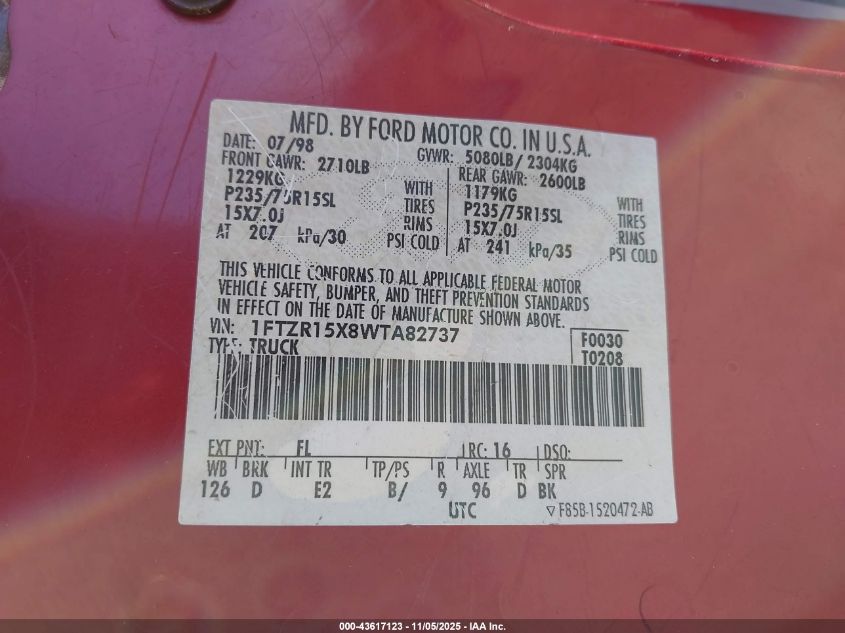 MFD. BY FORD MOTOR CO. IN U.S.A.
DATE: 07/98 GVWR: 5080LB/ 2304KG
FRONT GAWR: 2710LB REAR GAWR: 2600LB
1229KG WITH 1179KG WITH
P235/75R15SL TIRES P235/75R15SL TIRES
15X7.0J RIMS 15X7.0J RIMS
AT 207 kPa/30 PSI COLD AT 241 kPa/35 PSI COLD
THIS VEHICLE CONFORMS TO ALL APPLICABLE FEDERAL MOTOR
VEHICLE SAFETY, BUMPER, AND THEFT PREVENTION STANDARDS
IN EFFECT ON THE DATE OF MANUFACTURE SHOWN ABOVE.
VIN: 1FTZR15X8WTA82737 F0030
TYPE: TRUCK T0208
EXT PNT: FL RC: 16 DSO:
WB BRK INT TR TP/PS R AXLE TR SPR
126 D E2 B/ 9 96 D BK
UTC ▽ F85B-1520472-AB
000-43617123 - 11/05/2025 - IAA Inc.